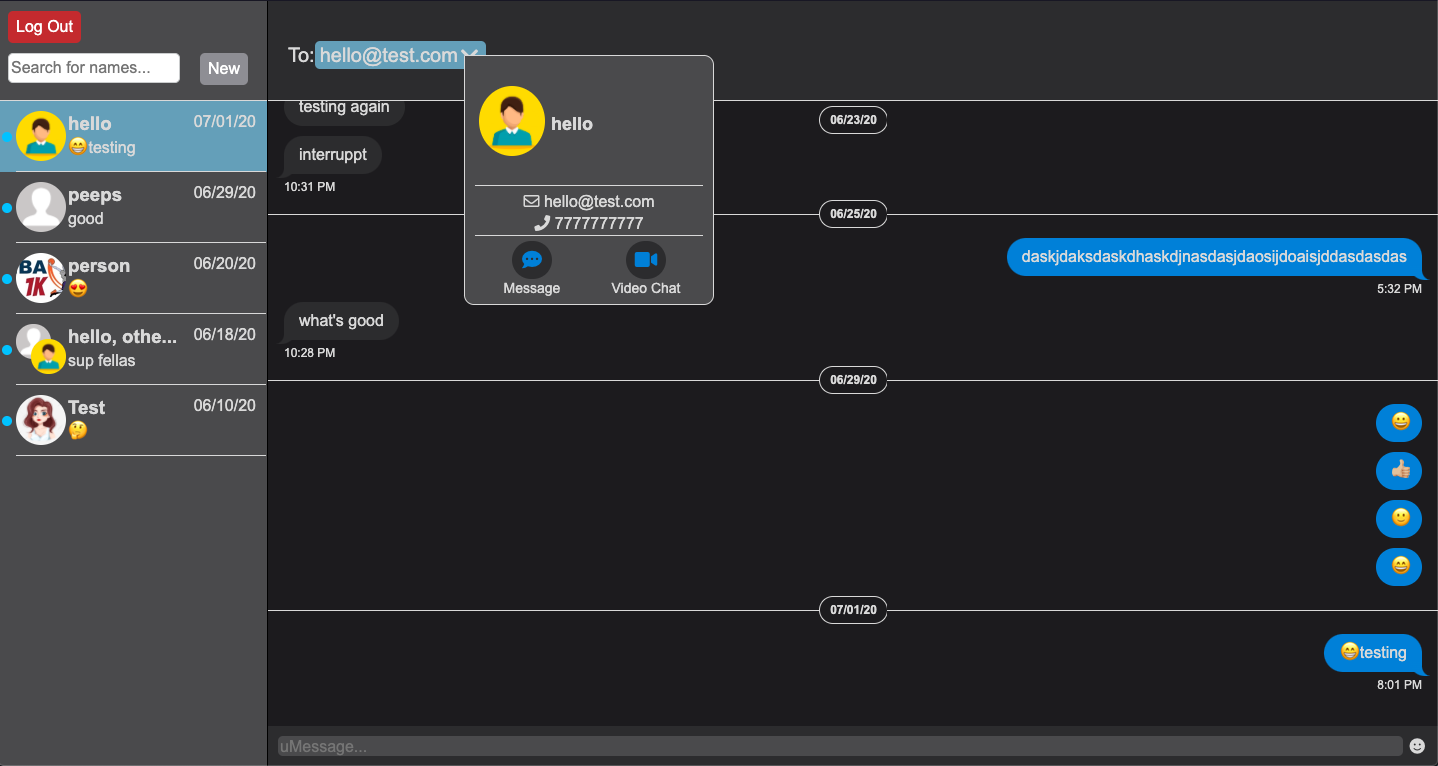 Log Out
Search for names...
New
hello 07/01/20
😁testing
peeps 06/29/20
good
BA
1K
person 06/20/20
😍
hello, othe... 06/18/20
sup fellas
Test 06/10/20
🤔
To: hello@test.com
hello
hello@test.com
7777777777
Message
Video Chat
testing again
06/23/20
interruppt
10:31 PM
06/25/20
daskjdaksdaskdhaskdjnasdasjdaosijdoaisjddasdasdas
5:32 PM
what's good
10:28 PM
06/29/20
😀
👍🏼
🙂
😄
07/01/20
😁testing
8:01 PM
uMessage...